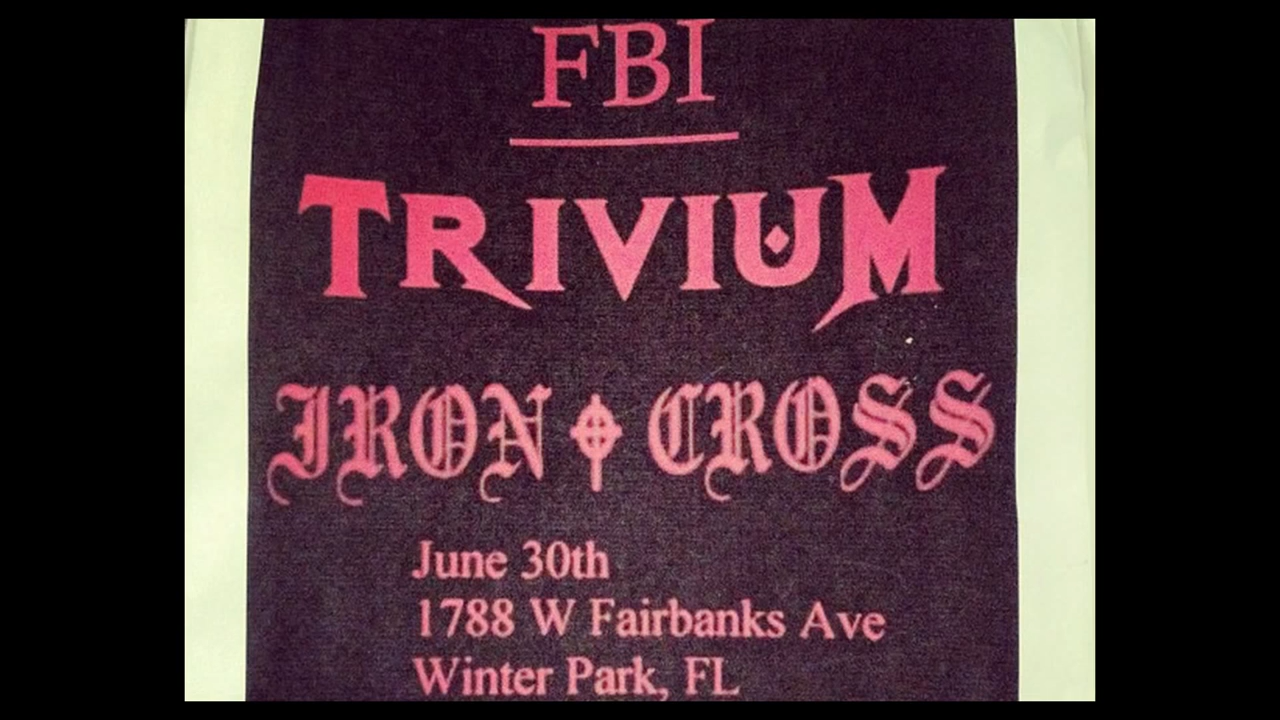 FBI
TRIVIUM
IRON CROSS
June 30th
1788 W Fairbanks Ave
Winter Park, FL